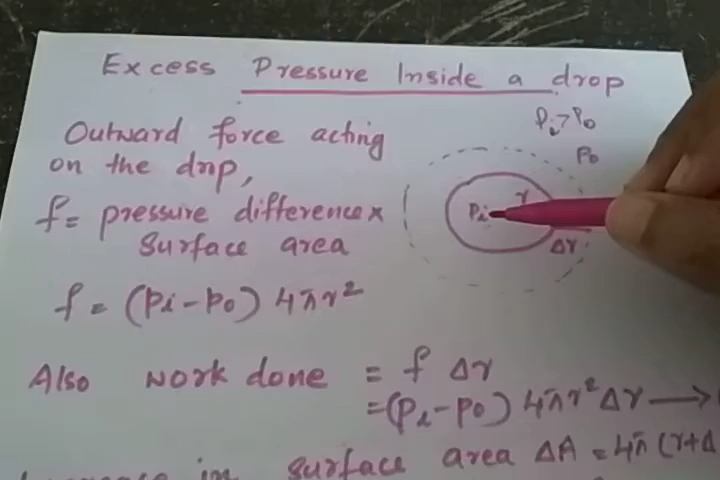 Excess Pressure Inside a drop
Pi > Po
Outward force acting
on the drop,
Po
r
Pi
f = pressure difference x
Surface area
Δr
f = (Pi - Po) 4πr²
Also work done = f Δr
= (Pi - Po) 4πr² Δr →
in surface area ΔA = 4π (r+Δ